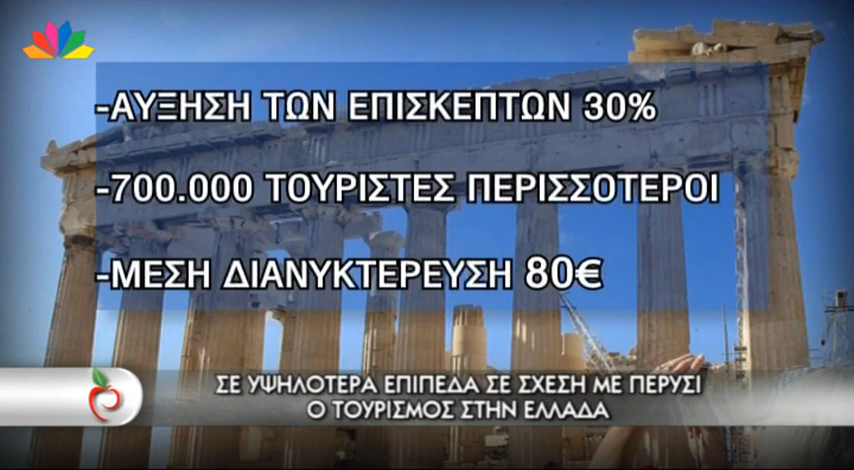 -ΑΥΞΗΣΗ ΤΩΝ ΕΠΙΣΚΕΠΤΩΝ 30%
-700.000 ΤΟΥΡΙΣΤΕΣ ΠΕΡΙΣΣΟΤΕΡΟΙ
-ΜΕΣΗ ΔΙΑΝΥΚΤΕΡΕΥΣΗ 80€
ΣΕ ΥΨΗΛΟΤΕΡΑ ΕΠΙΠΕΔΑ ΣΕ ΣΧΕΣΗ ΜΕ ΠΕΡΥΣΙ
Ο ΤΟΥΡΙΣΜΟΣ ΣΤΗΝ ΕΛΛΑΔΑ